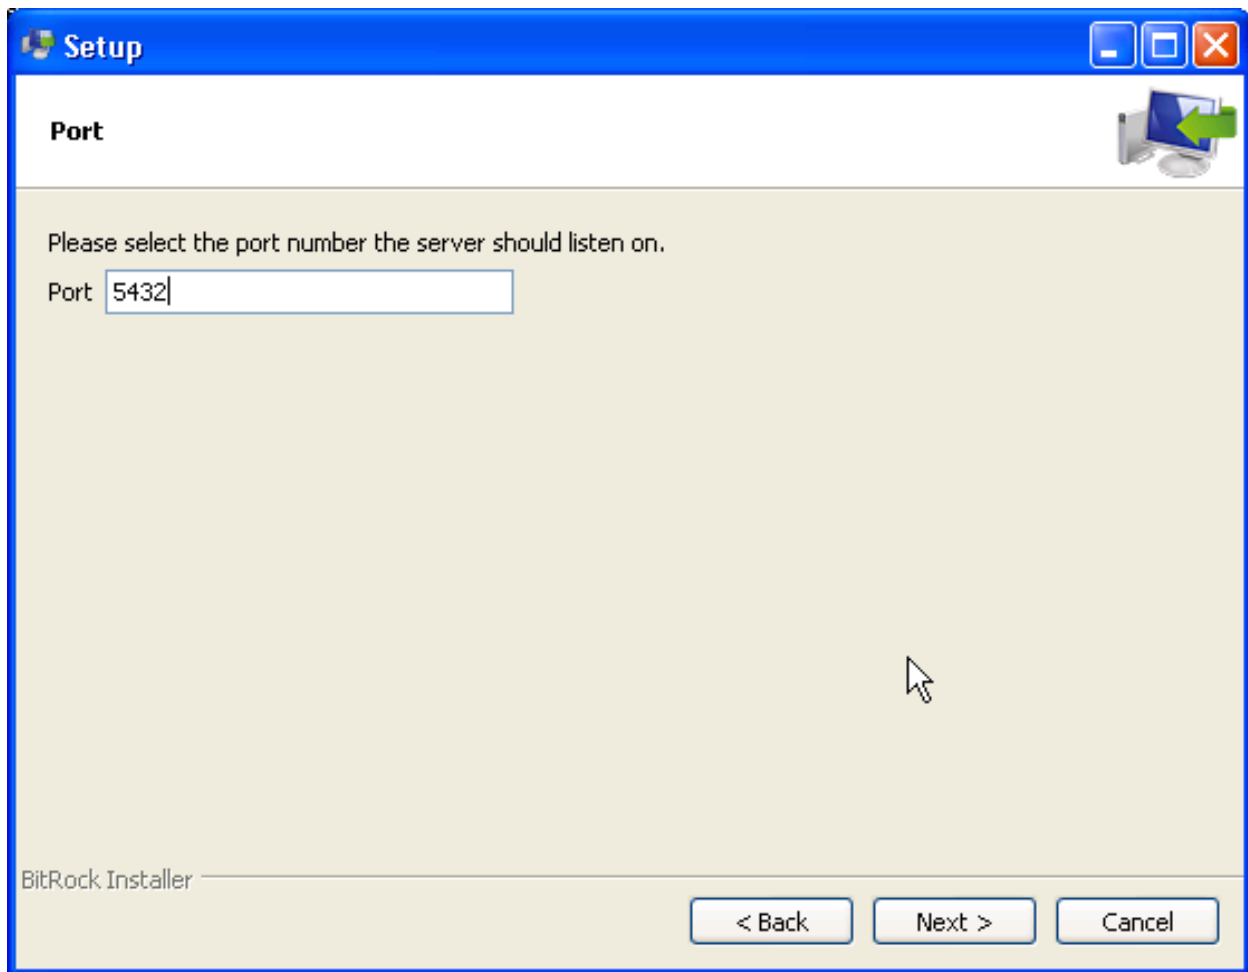 Setup
Port
Please select the port number the server should listen on.
Port 5432
BitRock Installer
< Back Next > Cancel